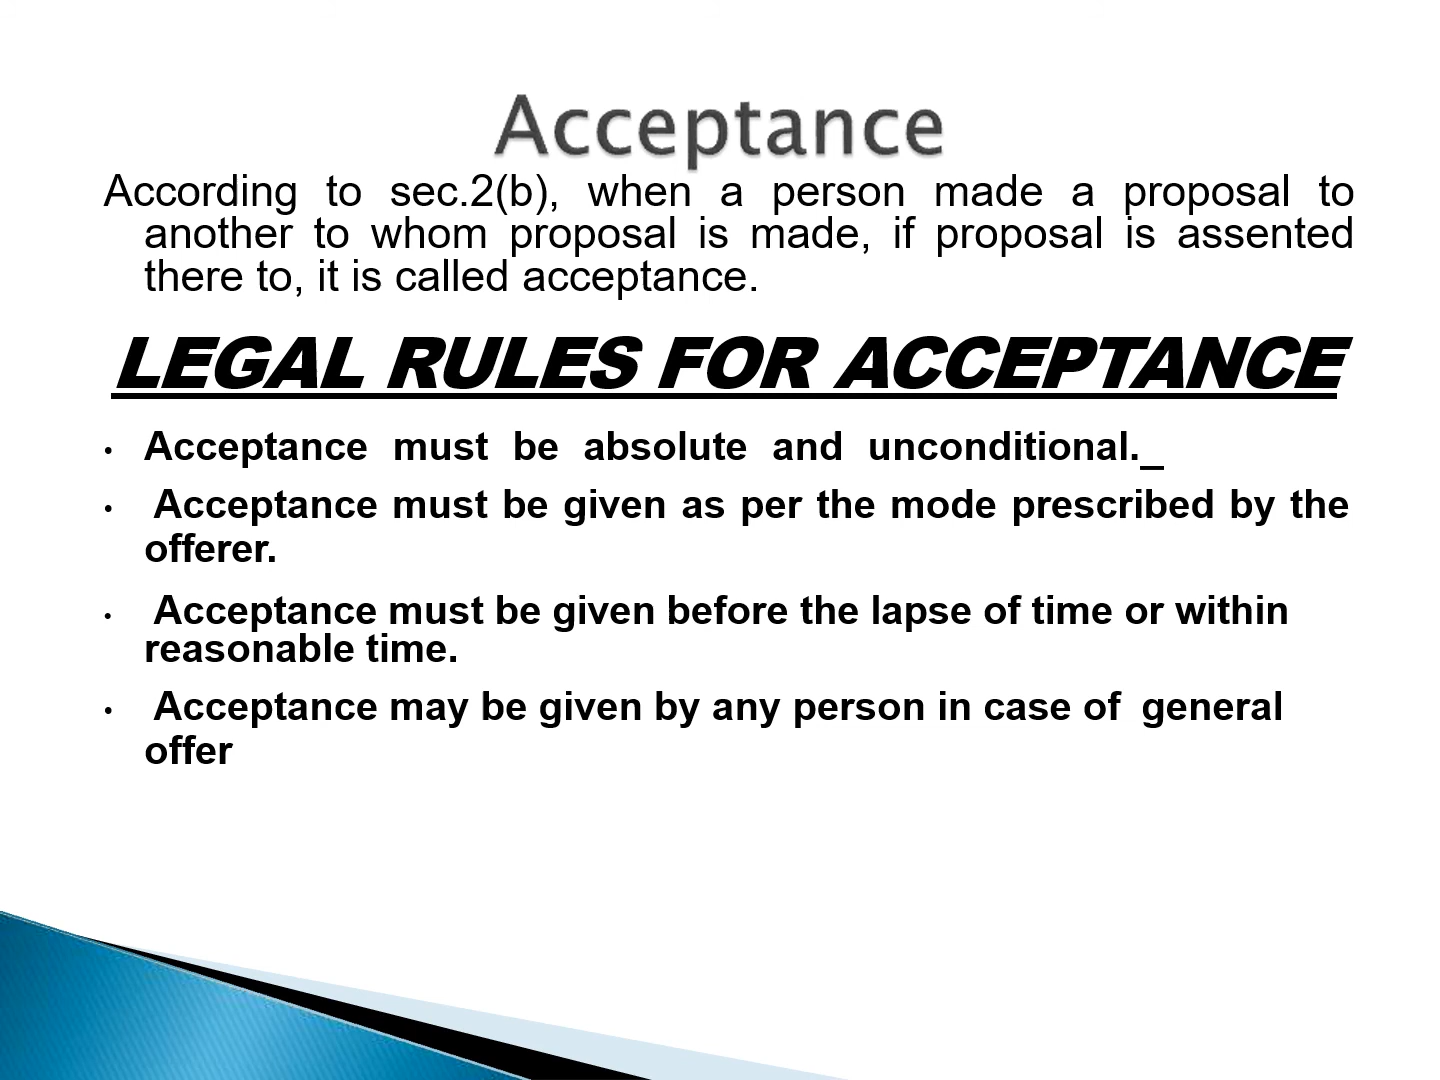 Acceptance
According to sec.2(b), when a person made a proposal to
another to whom proposal is made, if proposal is assented
there to, it is called acceptance.
LEGAL RULES FOR ACCEPTANCE
• Acceptance must be absolute and unconditional._
• Acceptance must be given as per the mode prescribed by the
offerer.
• Acceptance must be given before the lapse of time or within
reasonable time.
• Acceptance may be given by any person in case of general
offer